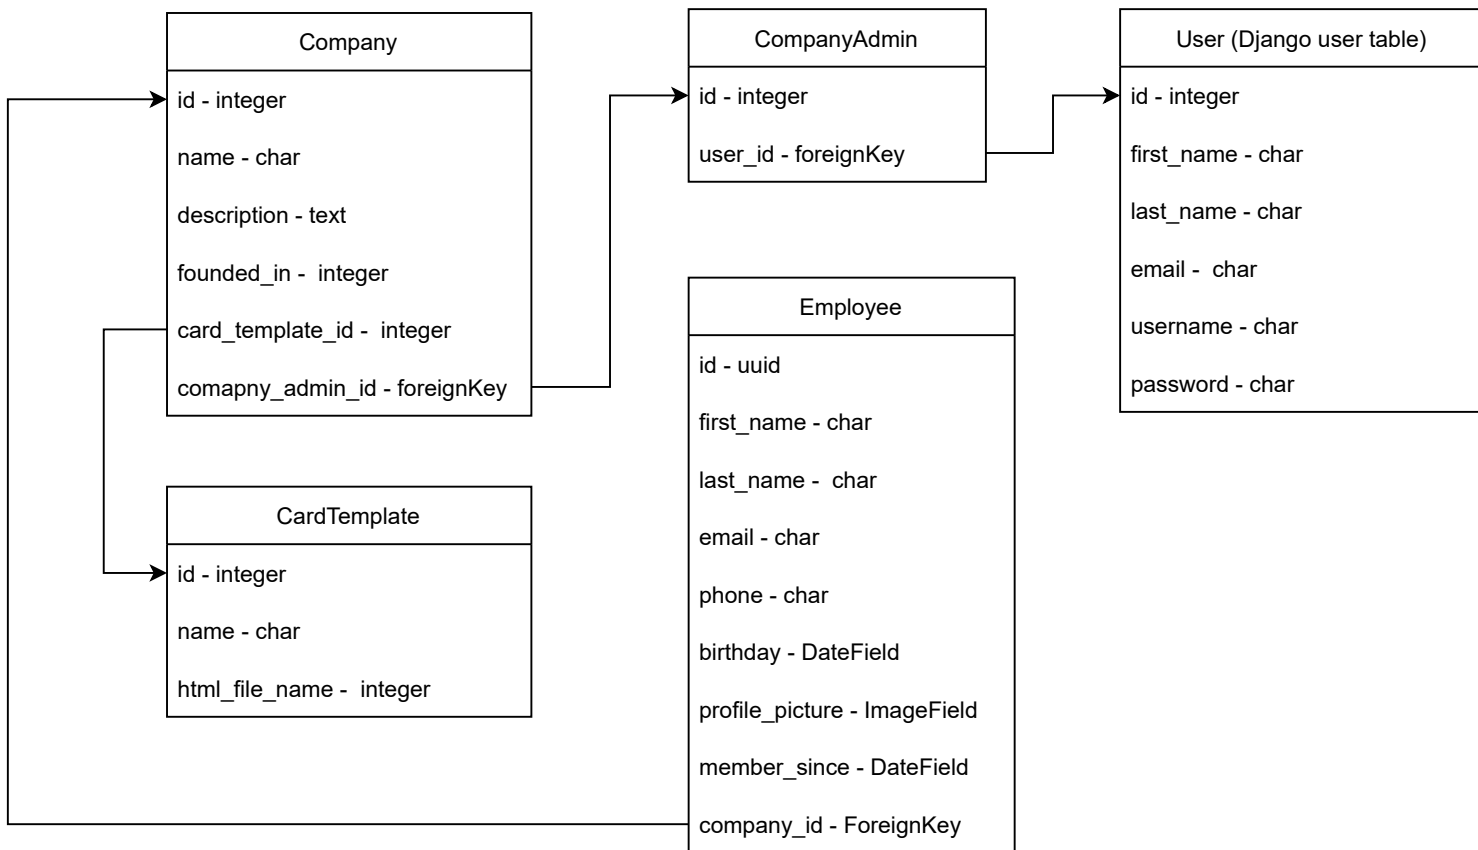 Company
id - integer
name - char
description - text
founded_in -  integer
card_template_id -  integer
comapny_admin_id - foreignKey
CompanyAdmin
id - integer
user_id - foreignKey
User (Django user table)
id - integer
first_name - char
last_name - char
email -  char
username - char
password - char
CardTemplate
id - integer
name - char
html_file_name -  integer
Employee
id - uuid
first_name - char
last_name -  char
email - char
phone - char
birthday - DateField
profile_picture - ImageField
member_since - DateField
company_id - ForeignKey